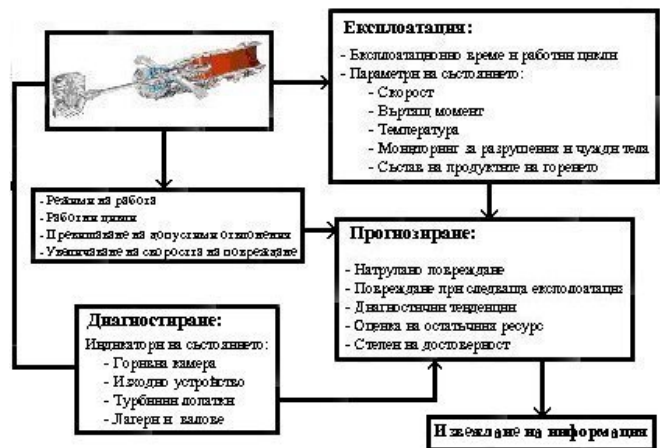 Експлоатация:
- Експлоатационно време и работни цикли
- Параметри на състоянието:
- Скорост
- Въртящ момент
- Температура
- Мониторинг за разрушения и чужди тела
- Състав на продуктите на горенето
- Режими на работа
- Работни цикли
- Превишаване на допустими отклонения
- Увеличаване на скоростта на повреждане
Прогнозиране:
- Натрупано повреждане
- Повреждане при следваща експлоатация
- Диагностични тенденции
- Оценка на остатъчния ресурс
- Степен на достоверност
Диагностиране:
Индикатори на състоянието:
- Горивна камера
- Изходно устройство
- Турбинни лопатки
- Лагери и валове
Извеждане на информация